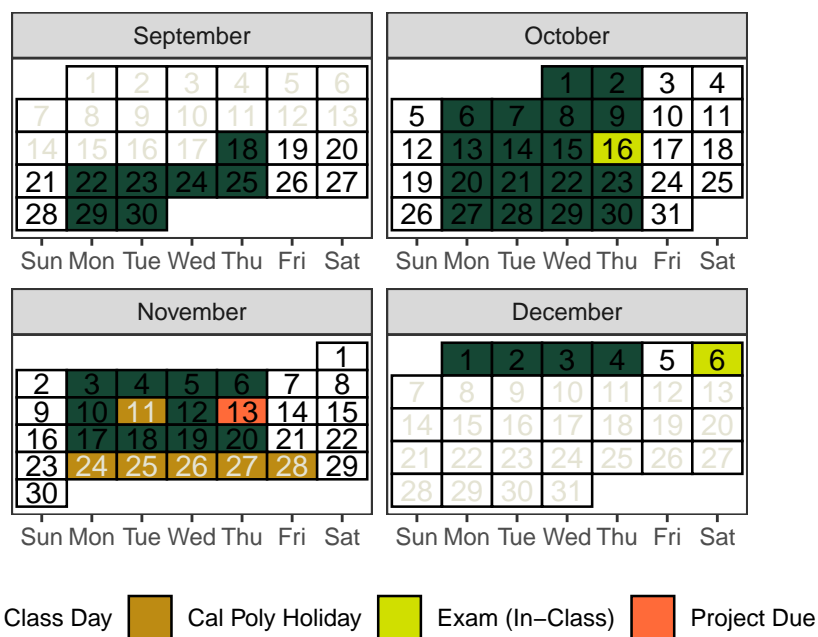 September
1 2 3 4 5 6
7 8 9 10 11 12 13
14 15 16 17 18 19 20
21 22 23 24 25 26 27
28 29 30
Sun Mon Tue Wed Thu Fri Sat
October
1 2 3 4
5 6 7 8 9 10 11
12 13 14 15 16 17 18
19 20 21 22 23 24 25
26 27 28 29 30 31
Sun Mon Tue Wed Thu Fri Sat
November
1
2 3 4 5 6 7 8
9 10 11 12 13 14 15
16 17 18 19 20 21 22
23 24 25 26 27 28 29
30
Sun Mon Tue Wed Thu Fri Sat
December
1 2 3 4 5 6
7 8 9 10 11 12 13
14 15 16 17 18 19 20
21 22 23 24 25 26 27
28 29 30 31
Sun Mon Tue Wed Thu Fri Sat
Class Day Cal Poly Holiday Exam (In−Class) Project Due